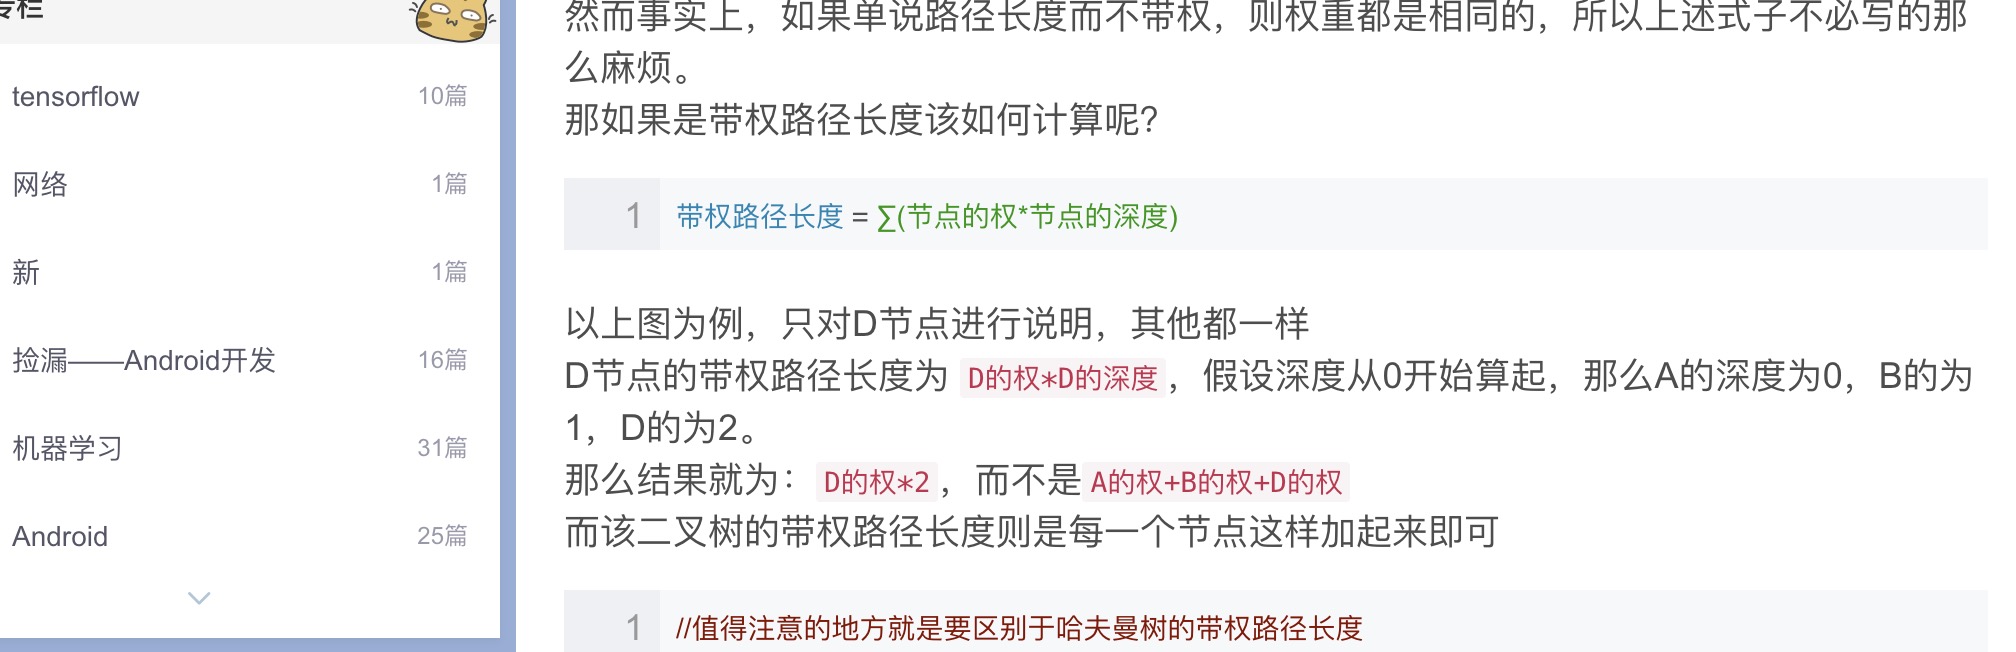 专栏
tensorflow 10篇
网络 1篇
新 1篇
捡漏——Android开发 16篇
机器学习 31篇
Android 25篇
然而事实上，如果单说路径长度而不带权，则权重都是相同的，所以上述式子不必写的那
么麻烦。
那如果是带权路径长度该如何计算呢?
1 带权路径长度 = ∑(节点的权*节点的深度)
以上图为例，只对D节点进行说明，其他都一样
D节点的带权路径长度为 D的权*D的深度，假设深度从0开始算起，那么A的深度为0，B的为
1，D的为2。
那么结果就为：D的权*2，而不是A的权+B的权+D的权
而该二叉树的带权路径长度则是每一个节点这样加起来即可
1 //值得注意的地方就是要区别于哈夫曼树的带权路径长度